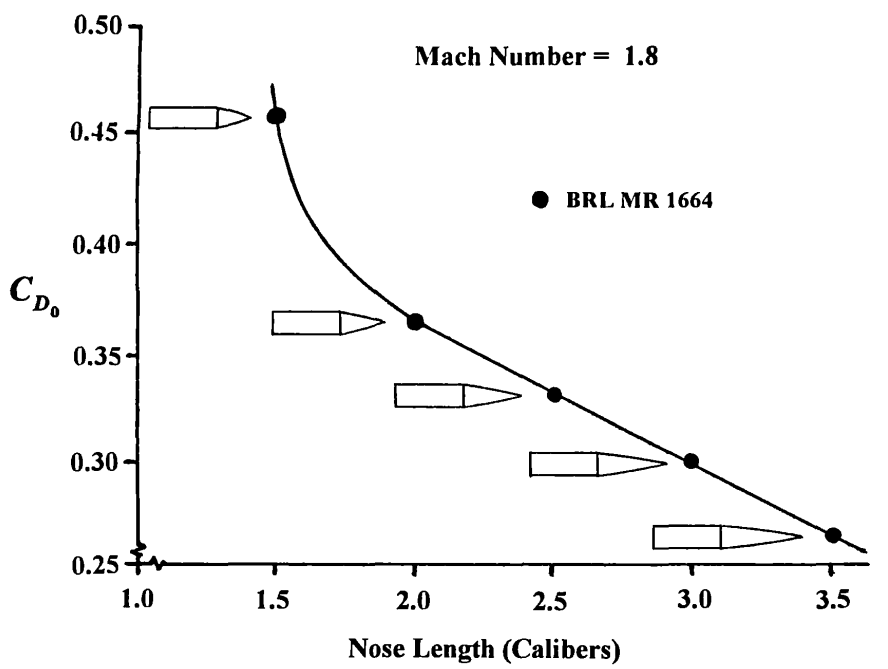 0.50
Mach Number = 1.8
0.45
BRL MR 1664
0.40
C_{D_0}
0.35
0.30
0.25
1.0 1.5 2.0 2.5 3.0 3.5
Nose Length (Calibers)